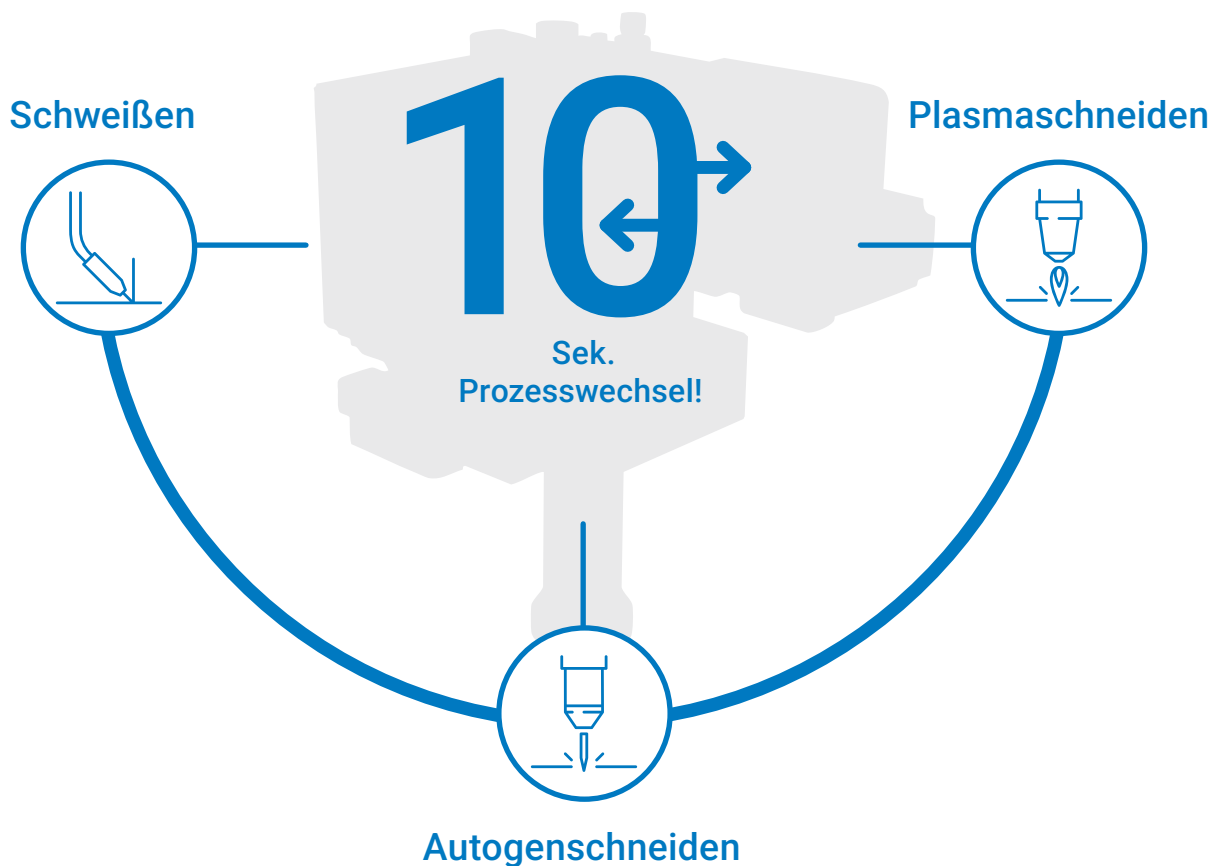 10
Schweißen
Plasmaschneiden
Sek.
Prozesswechsel!
Autogenschneiden